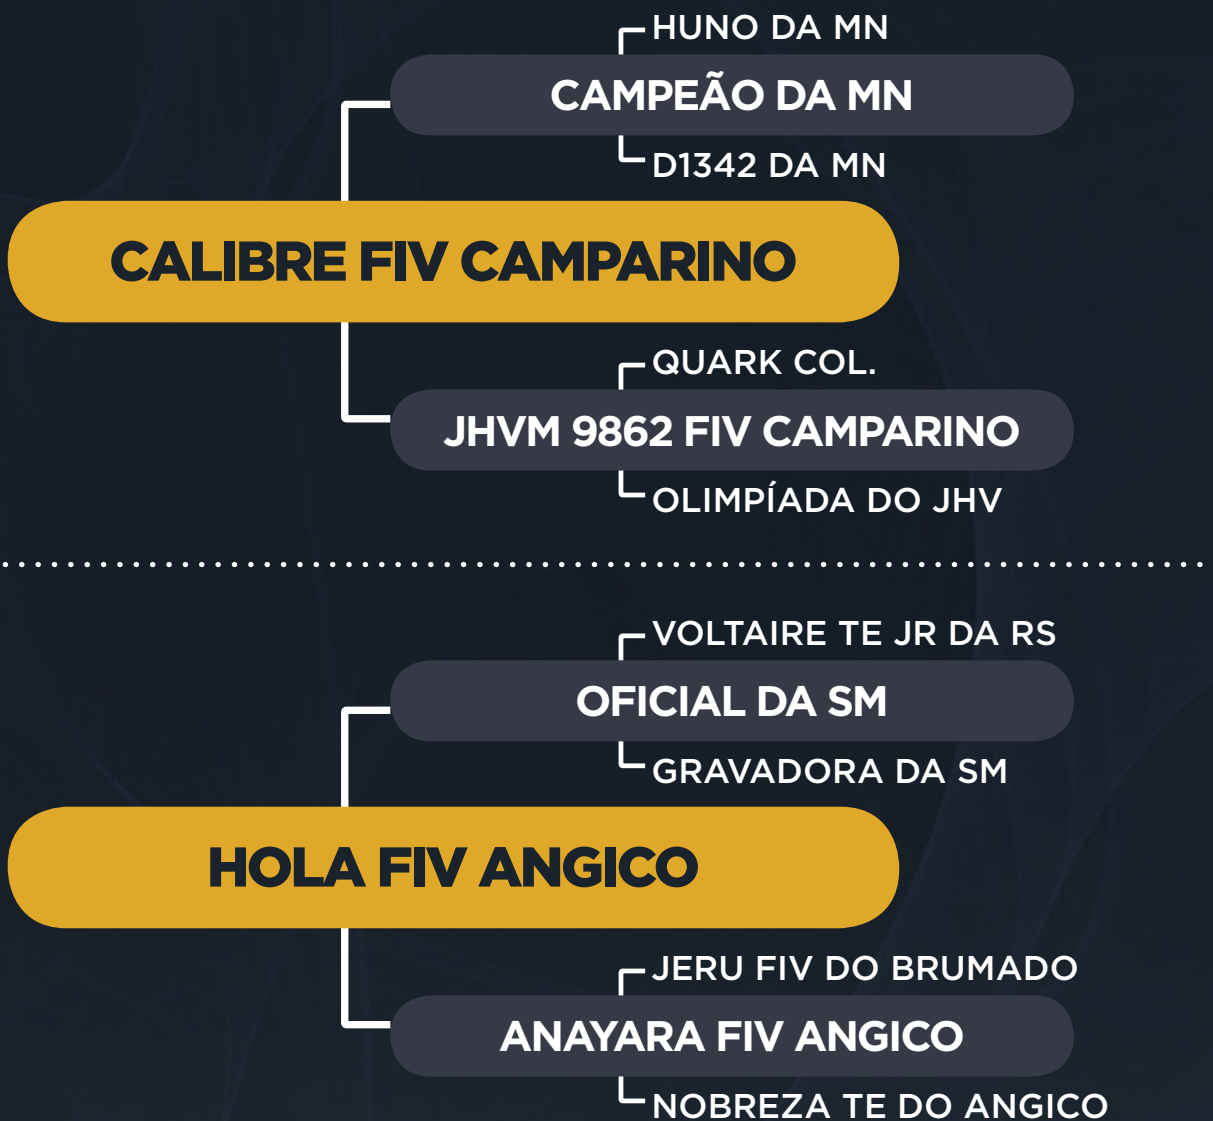 HUNO DA MN
CAMPEÃO DA MN
D1342 DA MN
CALIBRE FIV CAMPARINO
QUARK COL.
JHVM 9862 FIV CAMPARINO
OLIMPÍADA DO JHV
VOLTAIRE TE JR DA RS
OFICIAL DA SM
GRAVADORA DA SM
HOLA FIV ANGICO
JERU FIV DO BRUMADO
ANAYARA FIV ANGICO
NOBREZA TE DO ANGICO